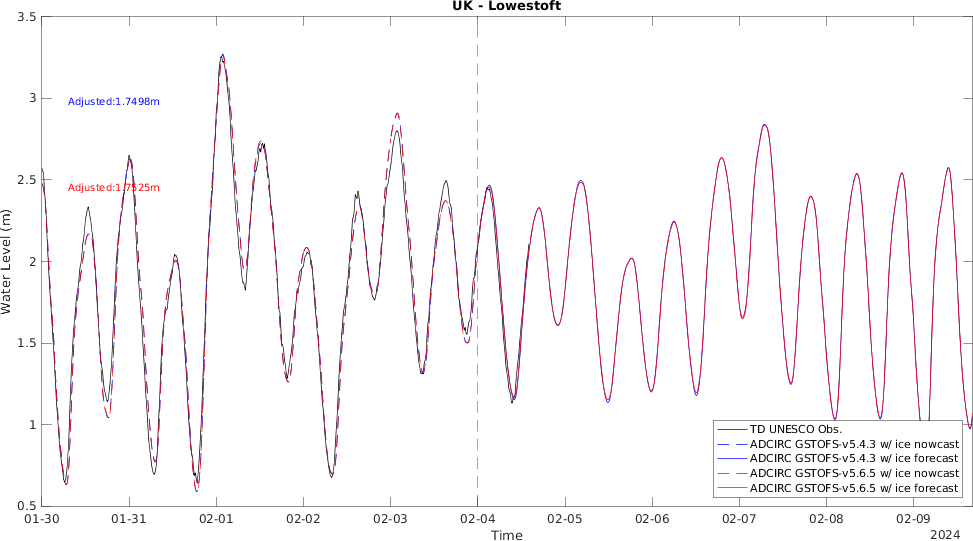 UK - Lowestoft
3.5
3
2.5
2
1.5
1
0.5
Water Level (m)
Adjusted:1.7498m
Adjusted:1.7525m
TD UNESCO Obs.
ADCIRC GSTOFS-v5.4.3 w/ ice nowcast
ADCIRC GSTOFS-v5.4.3 w/ ice forecast
ADCIRC GSTOFS-v5.6.5 w/ ice nowcast
ADCIRC GSTOFS-v5.6.5 w/ ice forecast
01-30 01-31 02-01 02-02 02-03 02-04 02-05 02-06 02-07 02-08 02-09
Time
2024